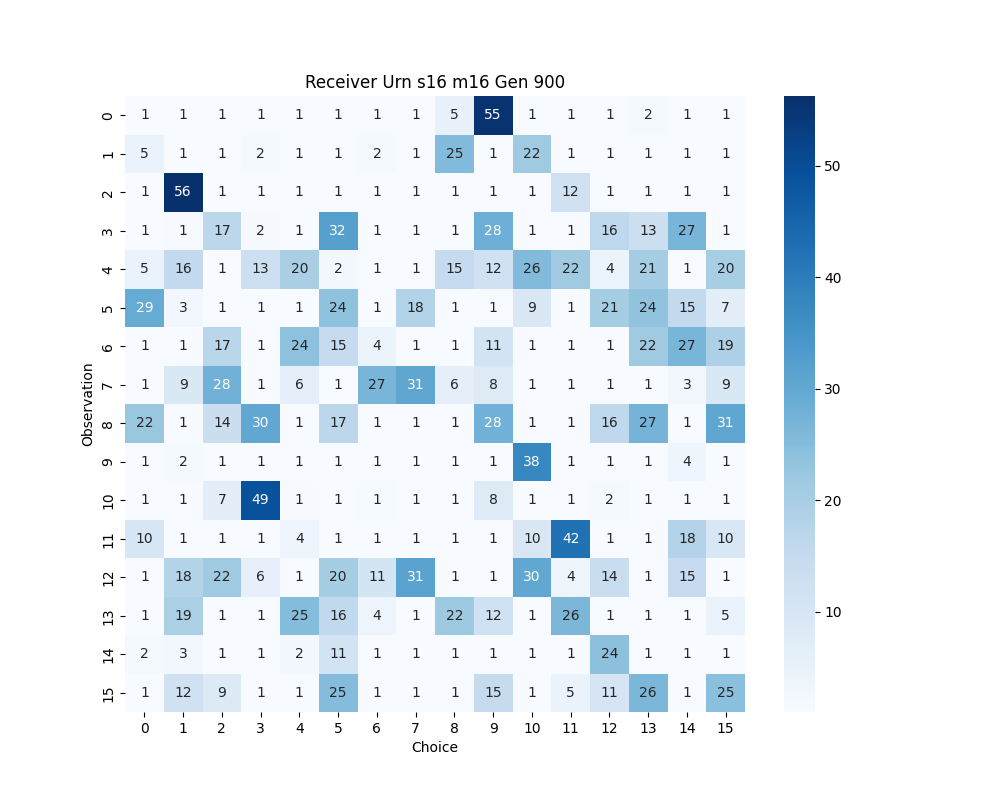 Receiver Urn s16 m16 Gen 900
0 1 1 1 1 1 1 1 1 5 55 1 1 1 2 1 1
1 5 1 1 2 1 1 2 1 25 1 22 1 1 1 1 1
2 1 56 1 1 1 1 1 1 1 1 1 12 1 1 1 1
3 1 1 17 2 1 32 1 1 1 28 1 1 16 13 27 1
4 5 16 1 13 20 2 1 1 15 12 26 22 4 21 1 20
5 29 3 1 1 1 24 1 18 1 1 9 1 21 24 15 7
6 1 1 17 1 24 15 4 1 1 11 1 1 1 22 27 19
7 1 9 28 1 6 1 27 31 6 8 1 1 1 1 3 9
8 22 1 14 30 1 17 1 1 1 28 1 1 16 27 1 31
9 1 2 1 1 1 1 1 1 1 1 38 1 1 1 4 1
10 1 1 7 49 1 1 1 1 1 8 1 1 2 1 1 1
11 10 1 1 1 4 1 1 1 1 1 10 42 1 1 18 10
12 1 18 22 6 1 20 11 31 1 1 30 4 14 1 15 1
13 1 19 1 1 25 16 4 1 22 12 1 26 1 1 1 5
14 2 3 1 1 2 11 1 1 1 1 1 1 24 1 1 1
15 1 12 9 1 1 25 1 1 1 15 1 5 11 26 1 25
0 1 2 3 4 5 6 7 8 9 10 11 12 13 14 15
Choice
Observation
50
40
30
20
10